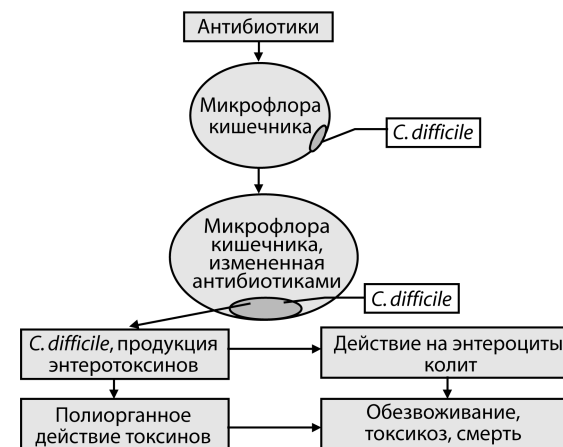 Антибиотики
Микрофлора
кишечника
C. difficile
Микрофлора
кишечника,
измененная
антибиотиками
C. difficile
C. difficile, продукция
энтеротоксинов
Действие на энтероциты
колит
Полиорганное
действие токсинов
Обезвоживание,
токсикоз, смерть